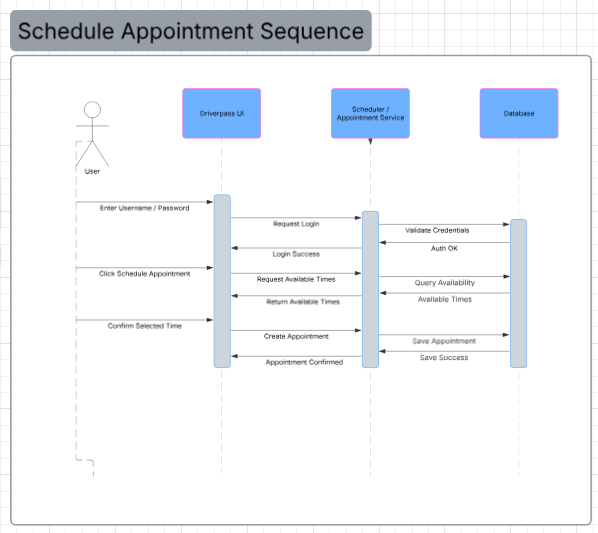 Schedule Appointment Sequence
Driverpass UI
Scheduler /
Appointment Service
Database
User
Enter Username / Password
Request Login
Validate Credentials
Auth OK
Login Success
Click Schedule Appointment
Request Available Times
Query Availability
Available Times
Return Available Times
Confirm Selected Time
Create Appointment
Save Appointment
Save Success
Appointment Confirmed